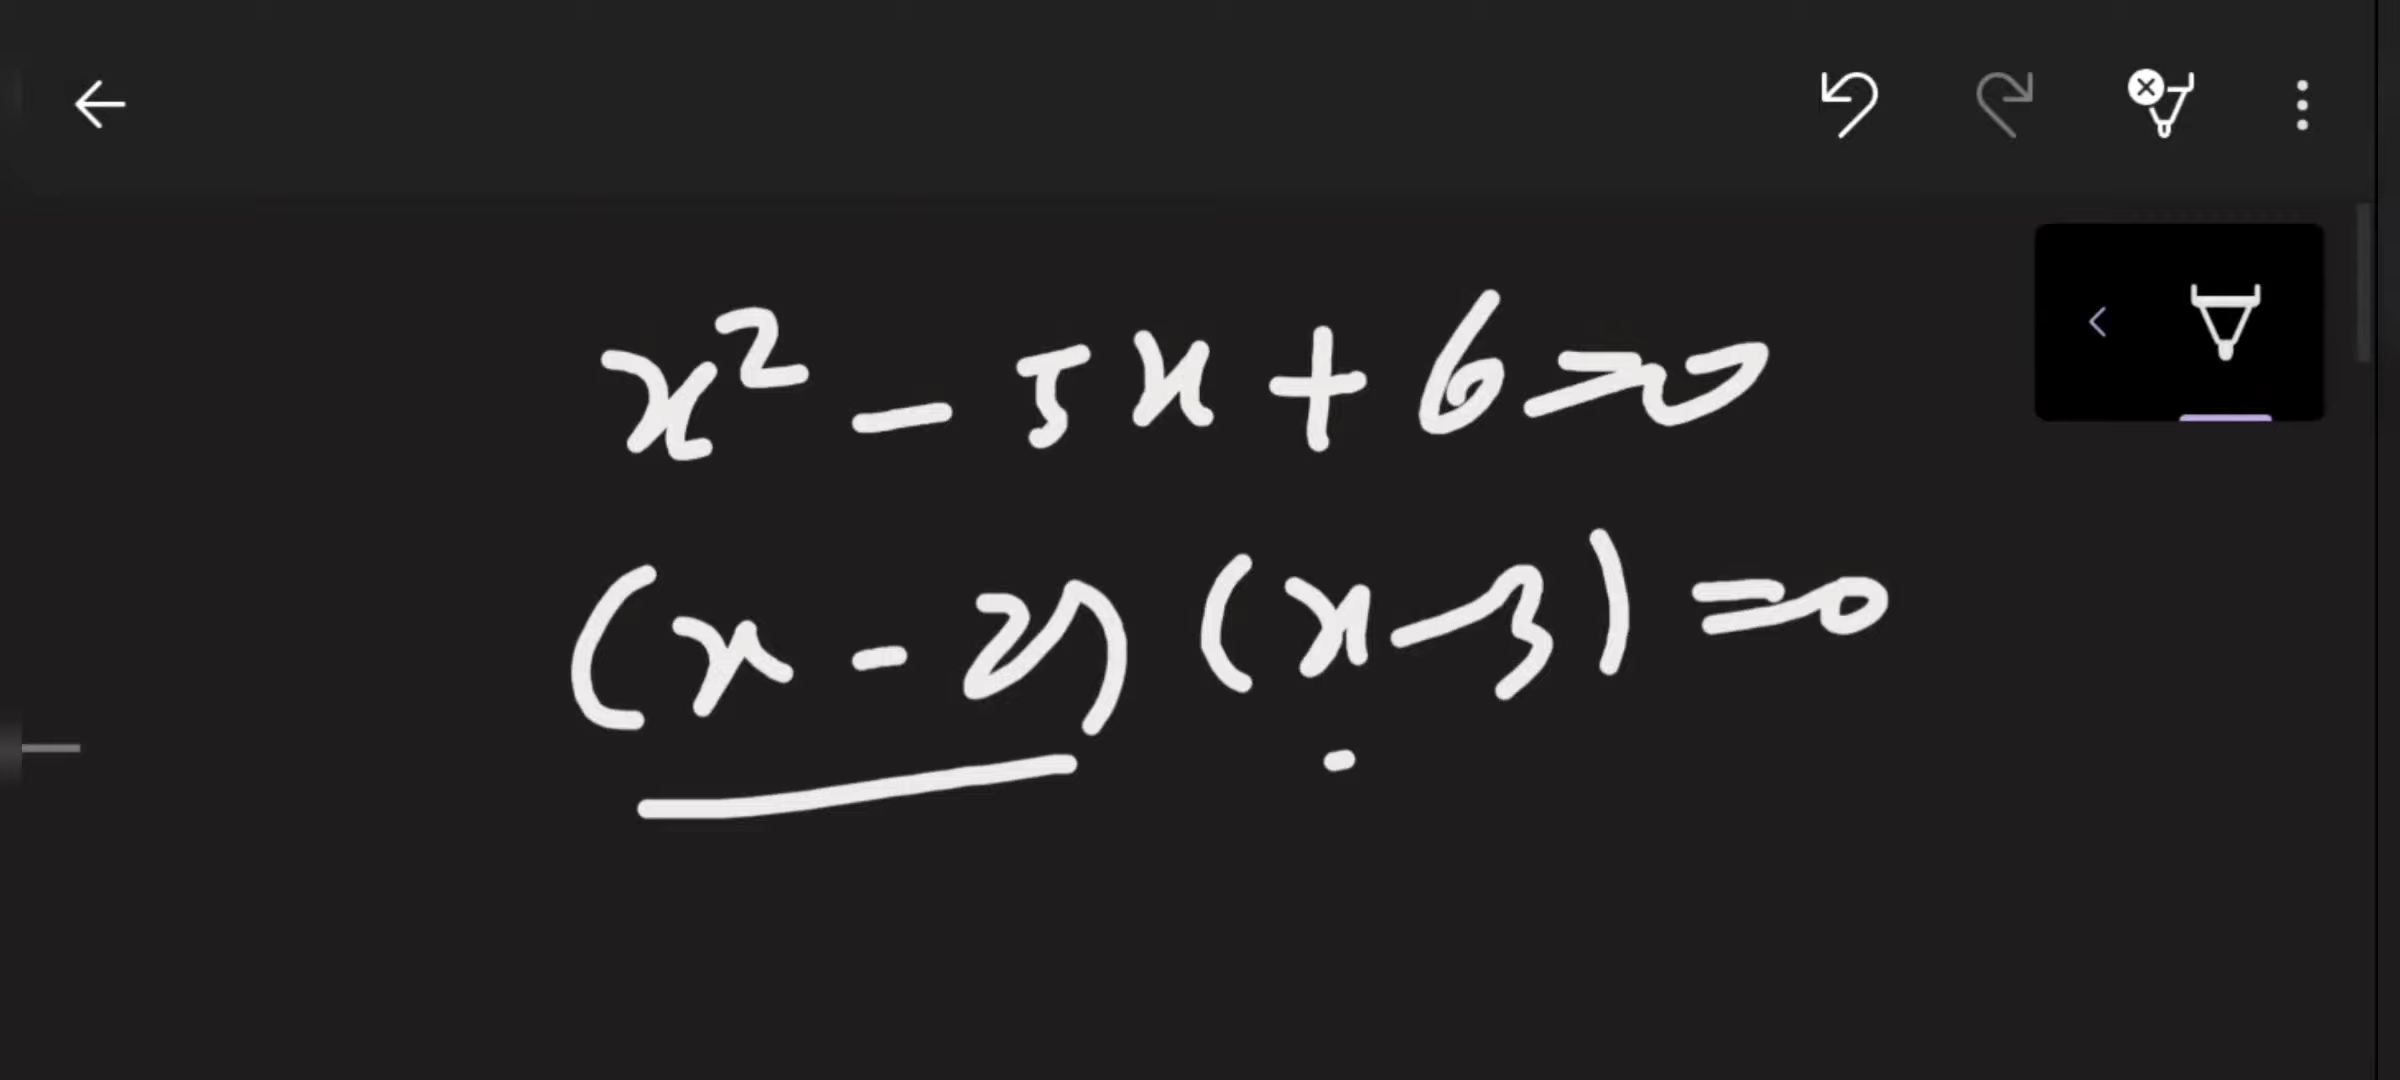 x² - 5x + 6 = 0
(x - 2) (x - 3) = 0